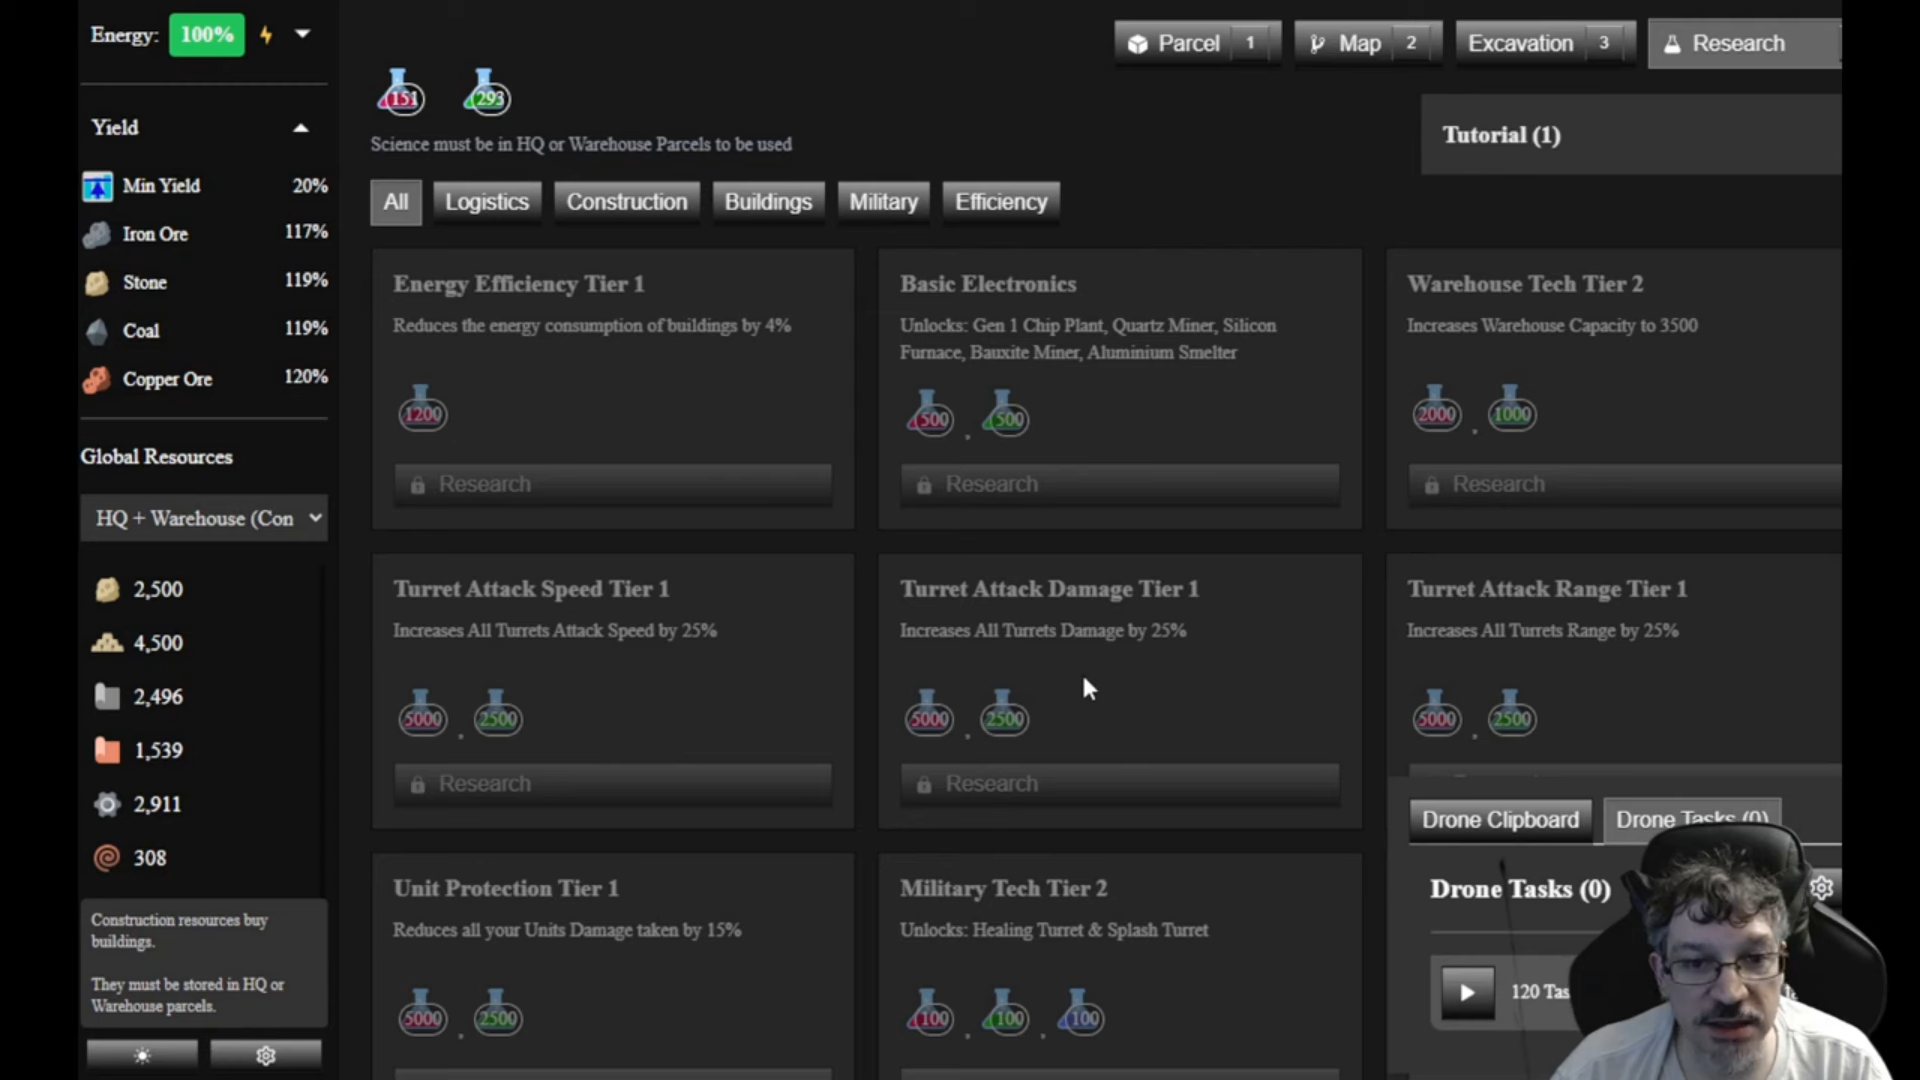 Energy: 100%
Parcel 1
Map 2
Excavation 3
Research
151
293
Science must be in HQ or Warehouse Parcels to be used
Tutorial (1)
Yield
Min Yield 20%
Iron Ore 117%
Stone 119%
Coal 119%
Copper Ore 120%
Global Resources
HQ + Warehouse (Con
2,500
4,500
2,496
1,539
2,911
308
Construction resources buy
buildings.
They must be stored in HQ or
Warehouse parcels.
All
Logistics
Construction
Buildings
Military
Efficiency
Energy Efficiency Tier 1
Reduces the energy consumption of buildings by 4%
1200
Research
Basic Electronics
Unlocks: Gen 1 Chip Plant, Quartz Miner, Silicon
Furnace, Bauxite Miner, Aluminium Smelter
500 , 500
Research
Warehouse Tech Tier 2
Increases Warehouse Capacity to 3500
2000 , 1000
Research
Turret Attack Speed Tier 1
Increases All Turrets Attack Speed by 25%
5000 , 2500
Research
Turret Attack Damage Tier 1
Increases All Turrets Damage by 25%
5000 , 2500
Research
Turret Attack Range Tier 1
Increases All Turrets Range by 25%
5000 , 2500
Unit Protection Tier 1
Reduces all your Units Damage taken by 15%
5000 , 2500
Military Tech Tier 2
Unlocks: Healing Turret & Splash Turret
100 , 100 , 100
Drone Clipboard
Drone Tasks (0)
Drone Tasks (0)
120 Tas